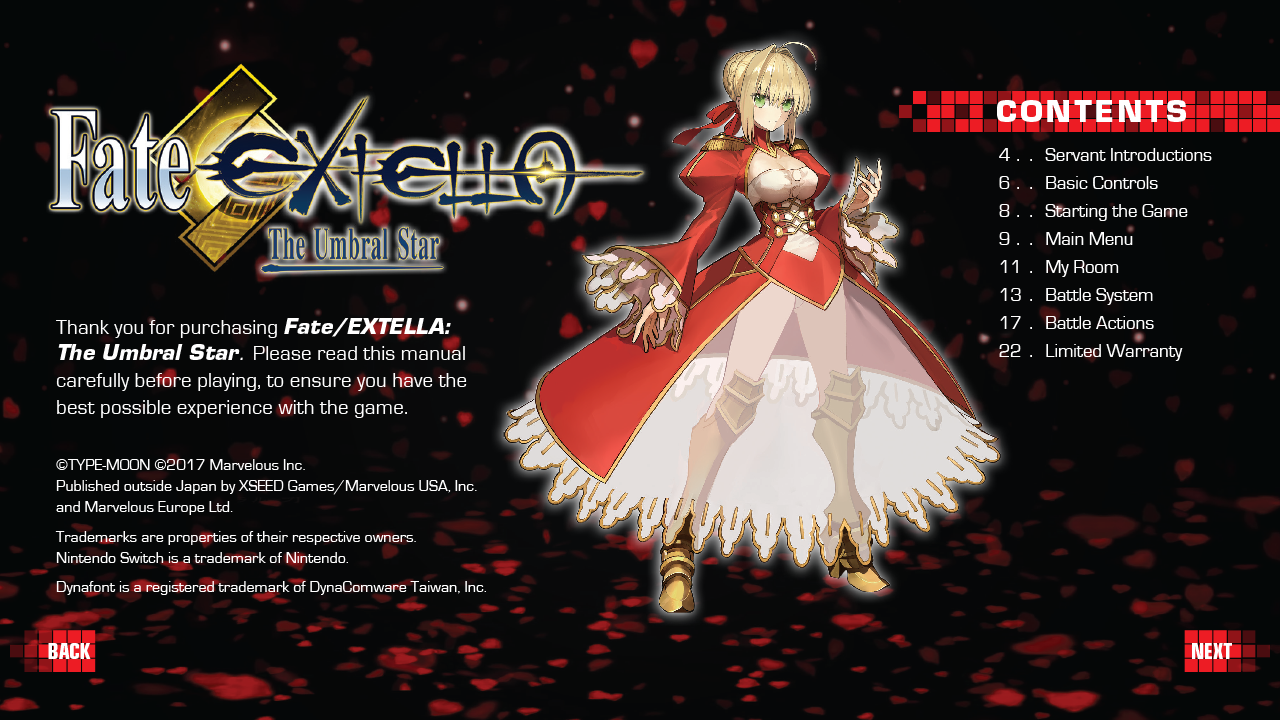 Fate/EXTELLA
The Umbral Star
Thank you for purchasing Fate/EXTELLA:
The Umbral Star. Please read this manual
carefully before playing, to ensure you have the
best possible experience with the game.
©TYPE-MOON ©2017 Marvelous Inc.
Published outside Japan by XSEED Games/Marvelous USA, Inc.
and Marvelous Europe Ltd.
Trademarks are properties of their respective owners.
Nintendo Switch is a trademark of Nintendo.
Dynafont is a registered trademark of DynaComware Taiwan, Inc.
CONTENTS
4 . . Servant Introductions
6 . . Basic Controls
8 . . Starting the Game
9 . . Main Menu
11 . My Room
13 . Battle System
17 . Battle Actions
22 . Limited Warranty
BACK
NEXT